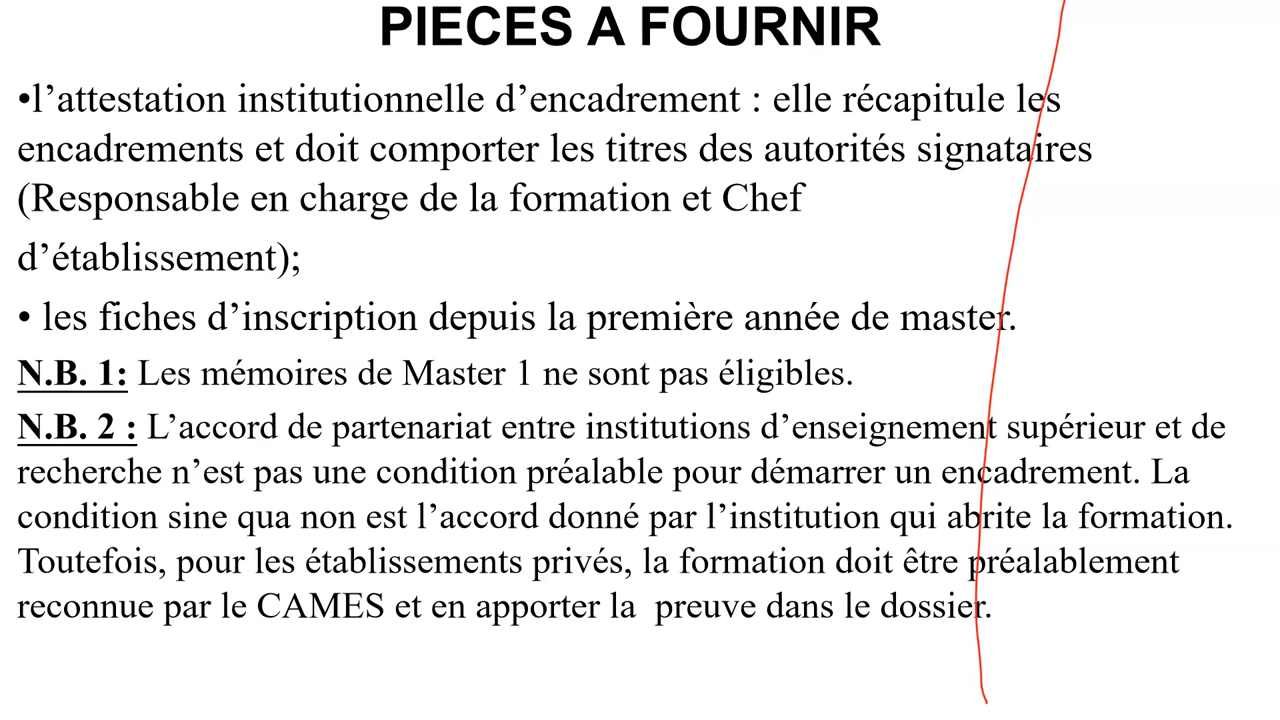 PIECES A FOURNIR
•l’attestation institutionnelle d’encadrement : elle récapitule les
encadrements et doit comporter les titres des autorités signataires
(Responsable en charge de la formation et Chef
d’établissement);
• les fiches d’inscription depuis la première année de master.
N.B. 1: Les mémoires de Master 1 ne sont pas éligibles.
N.B. 2 : L’accord de partenariat entre institutions d’enseignement supérieur et de
recherche n’est pas une condition préalable pour démarrer un encadrement. La
condition sine qua non est l’accord donné par l’institution qui abrite la formation.
Toutefois, pour les établissements privés, la formation doit être préalablement
reconnue par le CAMES et en apporter la  preuve dans le dossier.